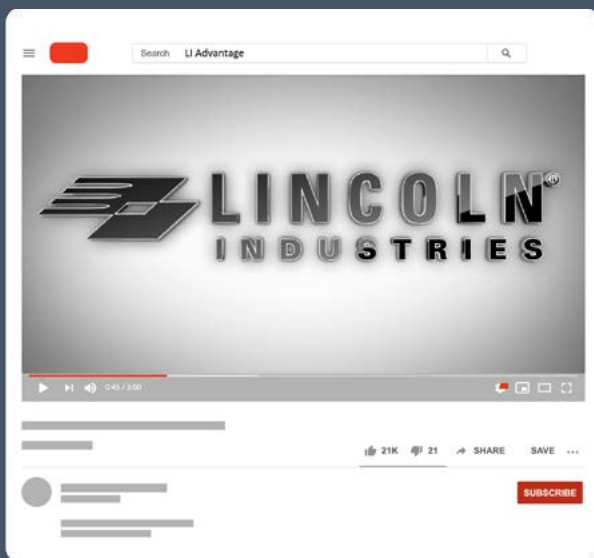 Search LI Advantage
LINCOLN®
INDUSTRIES
0:45 / 3:00
21K 21 SHARE SAVE ...
SUBSCRIBE